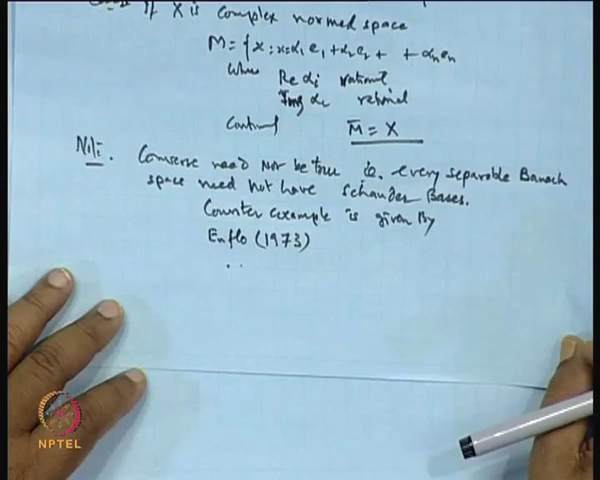 If X is Complex normed space
M = {x : x = α1 e1 + α2 e2 + + αn en
Where Re αi rational
Img αi rational
M̄ = X
Note. Converse need Not be true ie. every separable Banach
space need not have Schauder Bases.
Counter example is given By
Enflo (1973)
NPTEL